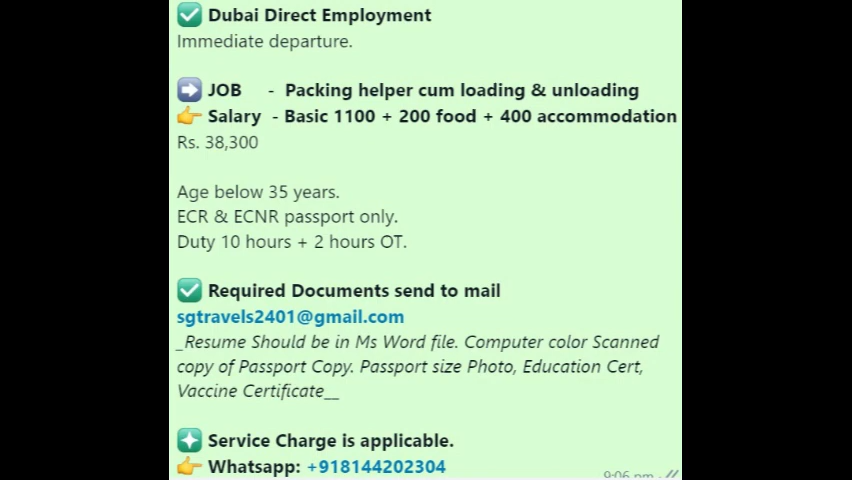 ✅ Dubai Direct Employment
Immediate departure.
➡️ JOB - Packing helper cum loading & unloading
👉 Salary - Basic 1100 + 200 food + 400 accommodation
Rs. 38,300
Age below 35 years.
ECR & ECNR passport only.
Duty 10 hours + 2 hours OT.
✅ Required Documents send to mail
sgtravels2401@gmail.com
_Resume Should be in Ms Word file. Computer color Scanned
copy of Passport Copy. Passport size Photo, Education Cert,
Vaccine Certificate__
❇️ Service Charge is applicable.
👉 Whatsapp: +918144202304
9:06 pm